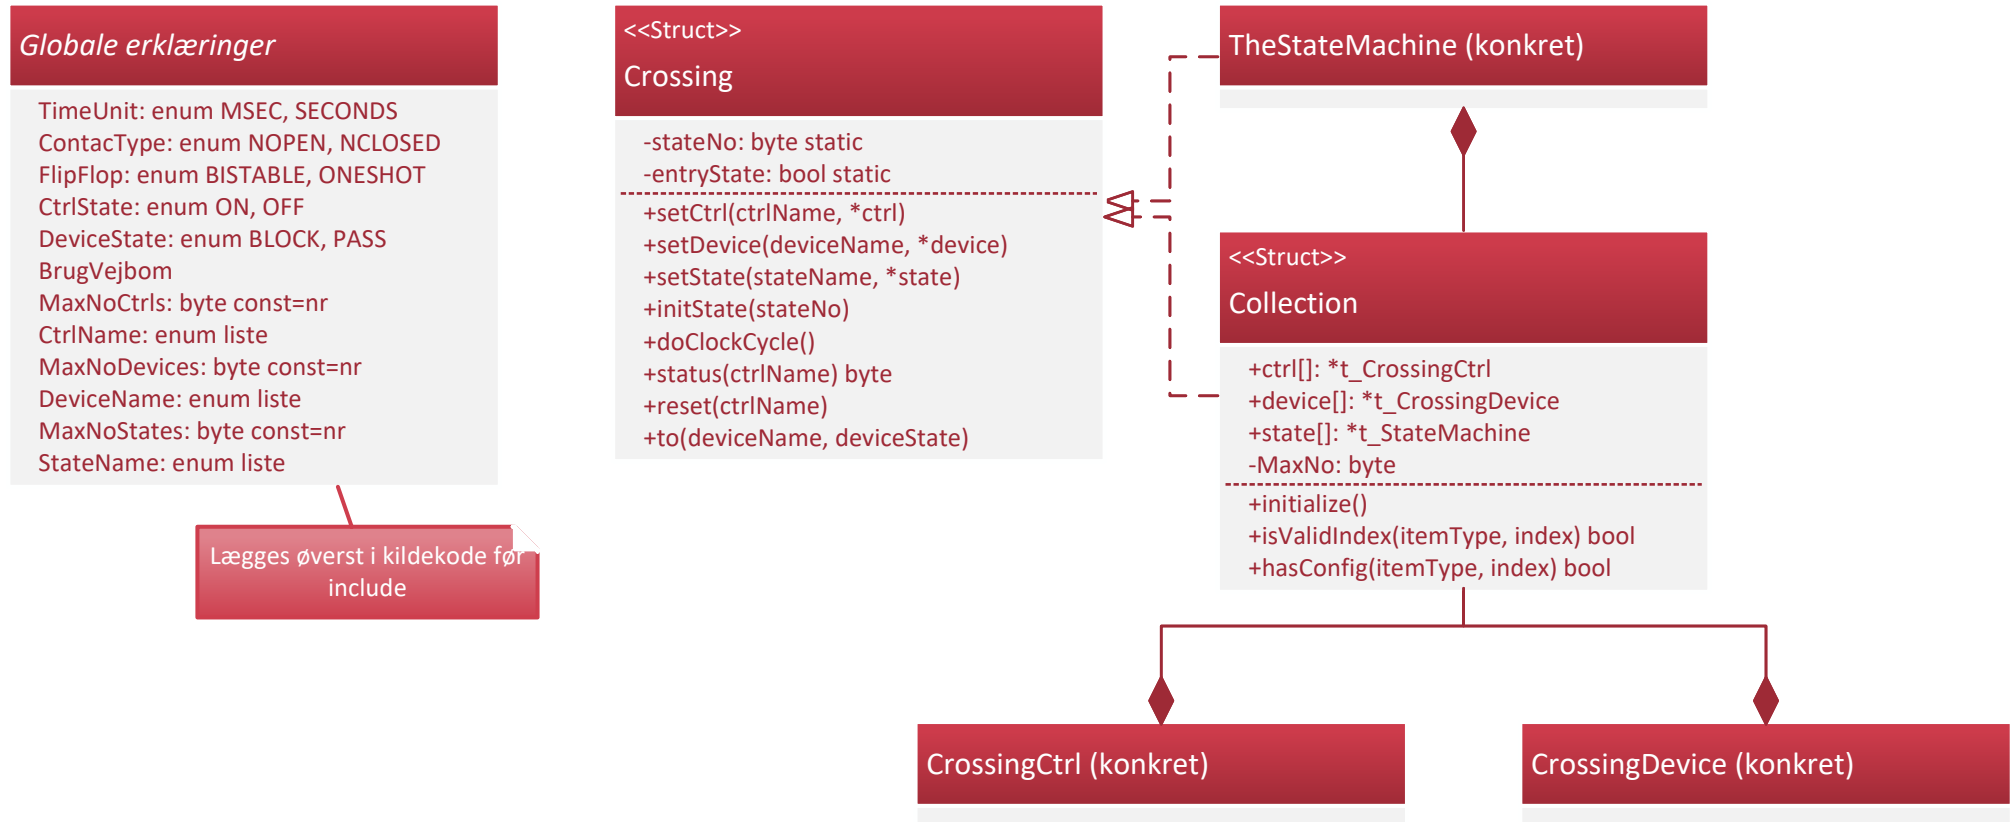 Globale erklæringer
TimeUnit: enum MSEC, SECONDS
ContacType: enum NOPEN, NCLOSED
FlipFlop: enum BISTABLE, ONESHOT
CtrlState: enum ON, OFF
DeviceState: enum BLOCK, PASS
BrugVejbom
MaxNoCtrls: byte const=nr
CtrlName: enum liste
MaxNoDevices: byte const=nr
DeviceName: enum liste
MaxNoStates: byte const=nr
StateName: enum liste
Lægges øverst i kildekode før
include
<<Struct>>
Crossing
-stateNo: byte static
-entryState: bool static
+setCtrl(ctrlName, *ctrl)
+setDevice(deviceName, *device)
+setState(stateName, *state)
+initState(stateNo)
+doClockCycle()
+status(ctrlName) byte
+reset(ctrlName)
+to(deviceName, deviceState)
TheStateMachine (konkret)
<<Struct>>
Collection
+ctrl[]: *t_CrossingCtrl
+device[]: *t_CrossingDevice
+state[]: *t_StateMachine
-MaxNo: byte
+initialize()
+isValidIndex(itemType, index) bool
+hasConfig(itemType, index) bool
CrossingCtrl (konkret)
CrossingDevice (konkret)